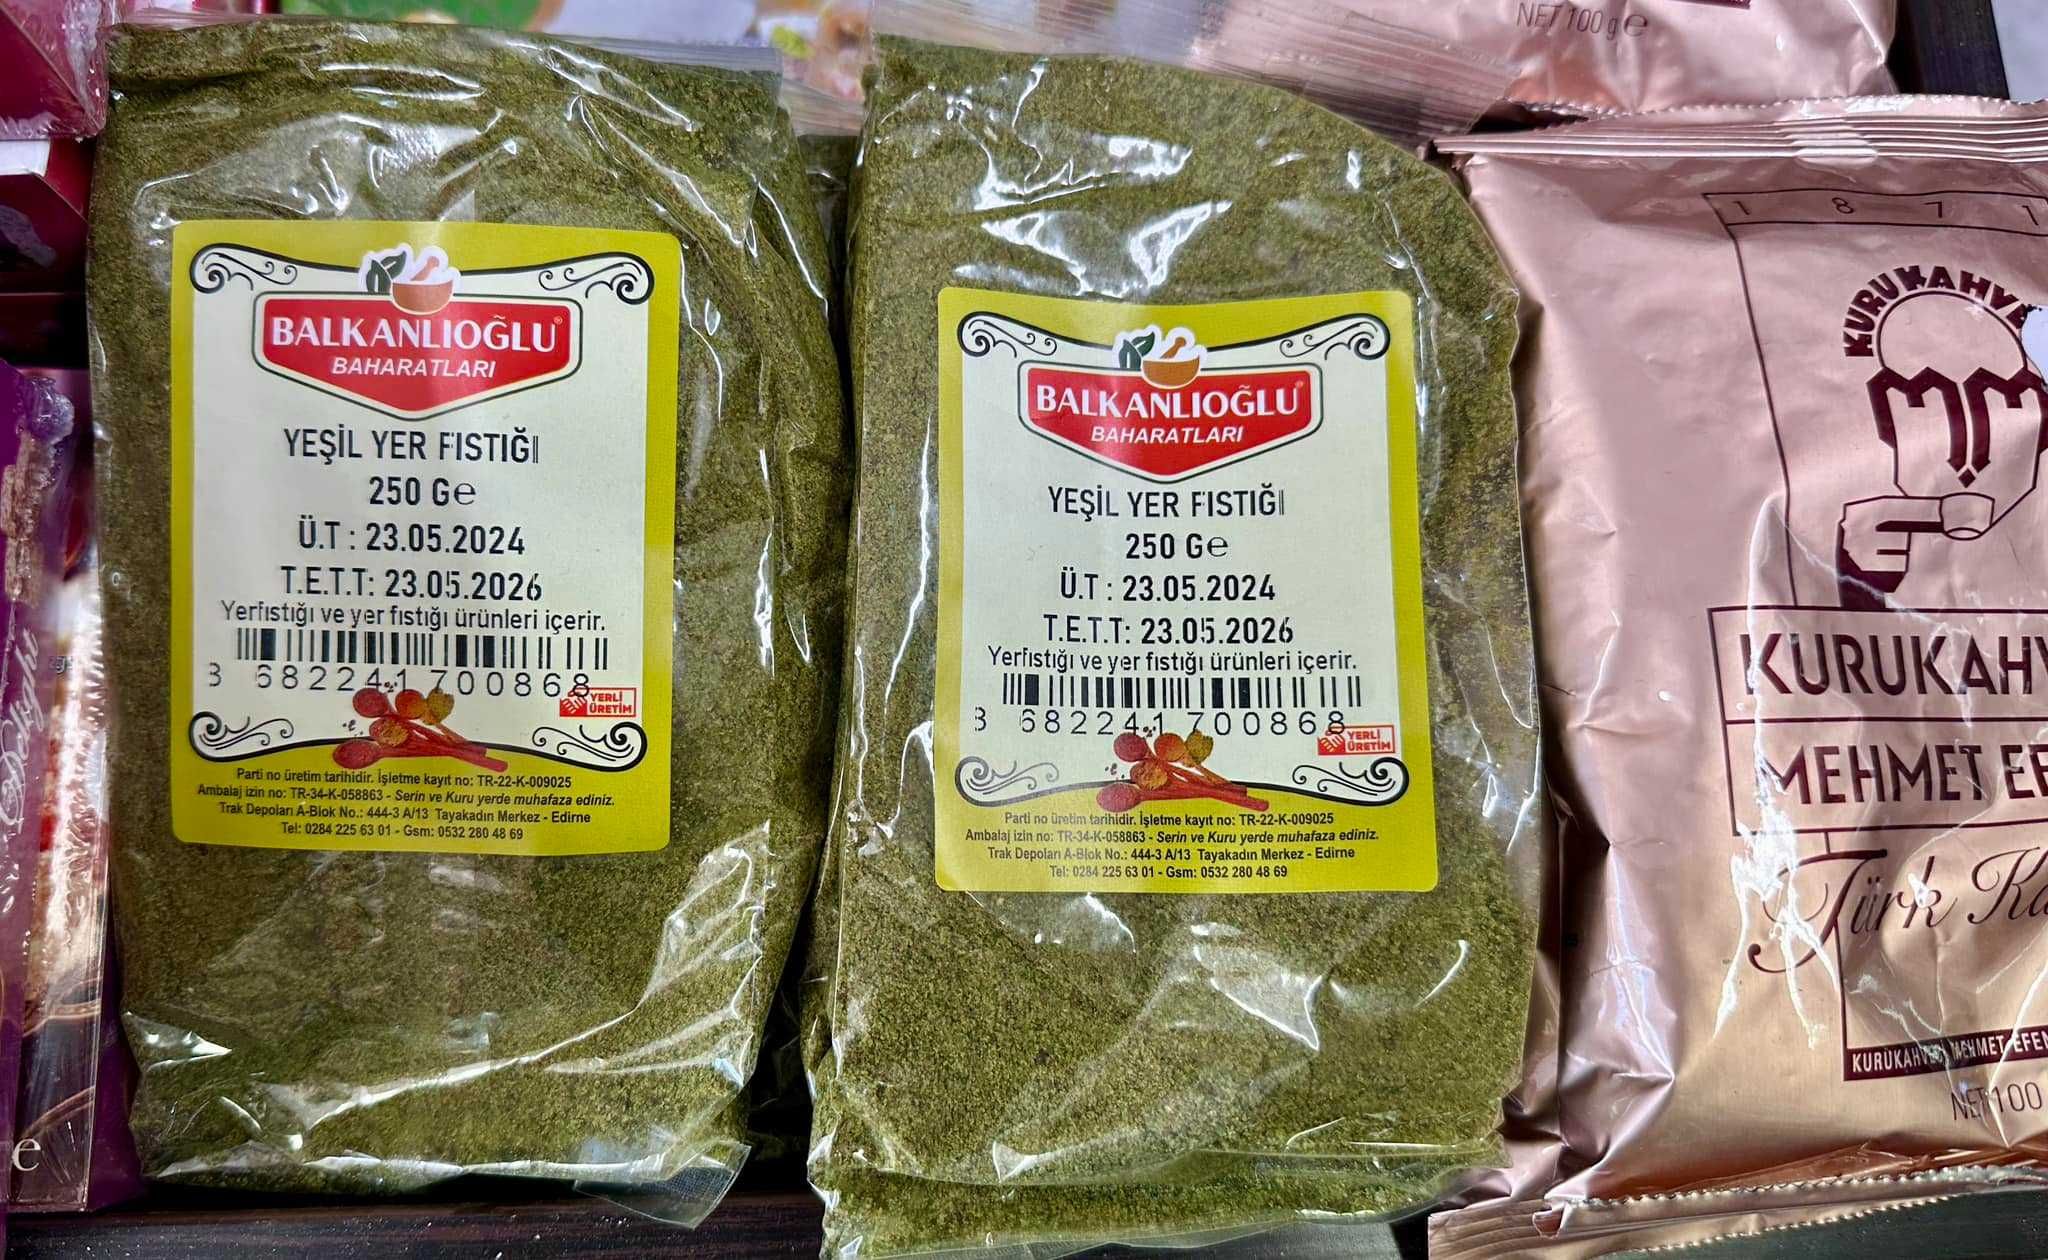 BALKANLIOĞLU
BAHARATLARI
YEŞİL YER FISTIĞI
250 Ge
Ü.T : 23.05.2024
T.E.T.T: 23.05.2026
Yerfıstığı ve yer fıstığı ürünleri içerir.
8 682241 700868
YERLİ
ÜRETİM
Parti no üretim tarihidir. İşletme kayıt no: TR-22-K-009025
Ambalaj izin no: TR-34-K-058863 - Serin ve Kuru yerde muhafaza ediniz.
Trak Depoları A-Blok No.: 444-3 A/13 Tayakadın Merkez - Edirne
Tel: 0284 225 63 01 - Gsm: 0532 280 48 69
BALKANLIOĞLU
BAHARATLARI
YEŞİL YER FISTIĞI
250 Ge
Ü.T : 23.05.2024
T.E.T.T: 23.05.2026
Yerfıstığı ve yer fıstığı ürünleri içerir.
8 682241 700868
YERLİ
ÜRETİM
Parti no üretim tarihidir. İşletme kayıt no: TR-22-K-009025
Ambalaj izin no: TR-34-K-058863 - Serin ve Kuru yerde muhafaza ediniz.
Trak Depoları A-Blok No.: 444-3 A/13 Tayakadın Merkez - Edirne
Tel: 0284 225 63 01 - Gsm: 0532 280 48 69
NET 100 g e
1 8 7 1
KURUKAHVE
KURUKAHV
MEHMET EF
Türk Ka
KURUKAHVECİ MEHMET EFEN
NET 100
Delight
e